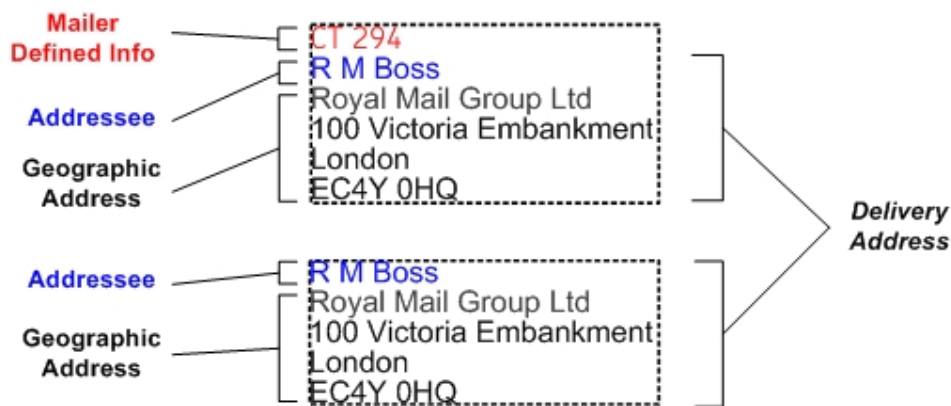 Mailer
Defined Info
CT 294
R M Boss
Addressee
Royal Mail Group Ltd
100 Victoria Embankment
Geographic
Address
London
EC4Y 0HQ
Delivery
Address
Addressee
R M Boss
Royal Mail Group Ltd
Geographic
Address
100 Victoria Embankment
London
EC4Y 0HQ